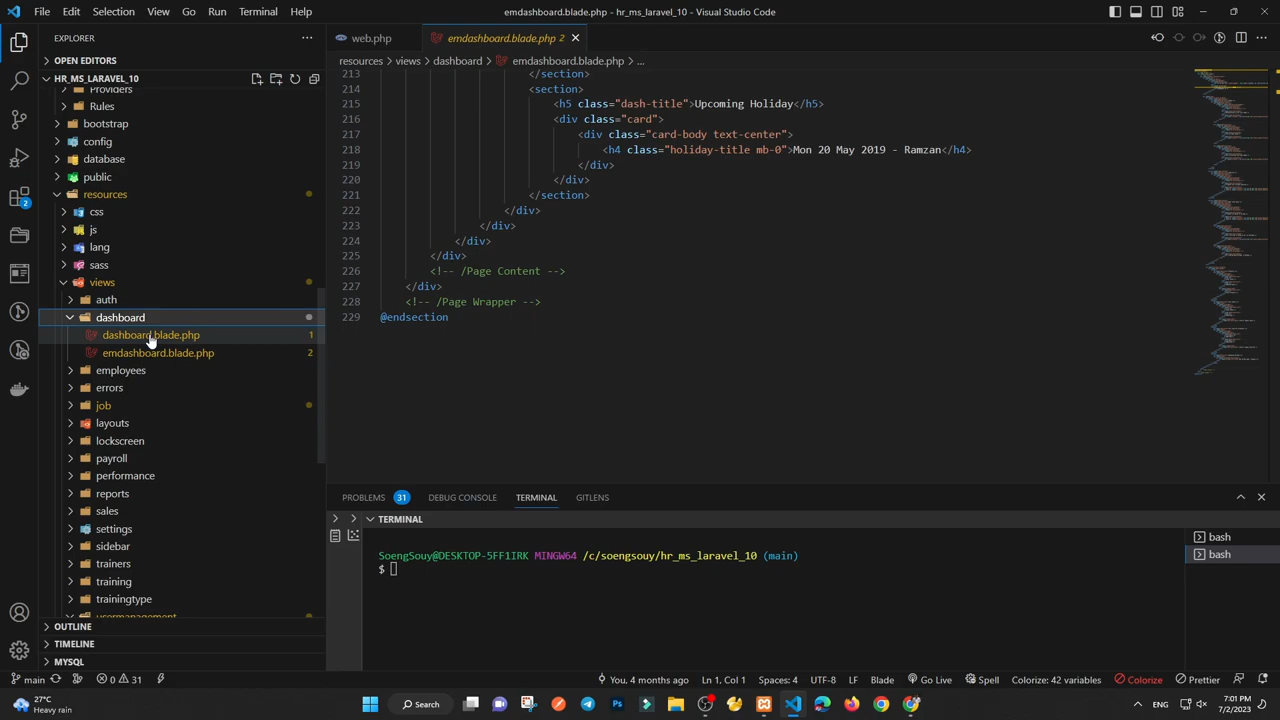 File Edit Selection View Go Run Terminal Help
emdashboard.blade.php - hr_ms_laravel_10 - Visual Studio Code
EXPLORER
OPEN EDITORS
HR_MS_LARAVEL_10
Providers
Rules
bootstrap
config
database
public
resources
css
js
lang
sass
views
auth
dashboard
dashboard.blade.php 1
emdashboard.blade.php 2
employees
errors
job
layouts
lockscreen
payroll
performance
reports
sales
settings
sidebar
trainers
training
trainingtype
usermanagement
OUTLINE
TIMELINE
MYSQL
2
web.php
emdashboard.blade.php 2
resources > views > dashboard > emdashboard.blade.php > ...
213 </section>
214 <section>
215 <h5 class="dash-title">Upcoming Holiday</h5>
216 <div class="card">
217 <div class="card-body text-center">
218 <h4 class="holiday-title mb-0">Mon 20 May 2019 - Ramzan</h4>
219 </div>
220 </div>
221 </section>
222 </div>
223 </div>
224 </div>
225 </div>
226 <!-- /Page Content -->
227 </div>
228 <!-- /Page Wrapper -->
229 @endsection
PROBLEMS 31 DEBUG CONSOLE TERMINAL GITLENS
TERMINAL
SoengSouy@DESKTOP-5FF1IRK MINGW64 /c/soengsouy/hr_ms_laravel_10 (main)
$
bash
bash
main 0 31 You, 4 months ago Ln 1, Col 1 Spaces: 4 UTF-8 LF Blade Go Live Spell Colorize: 42 variables Colorize Prettier
27°C
Heavy rain
Search
ENG
7:01 PM
7/2/2023